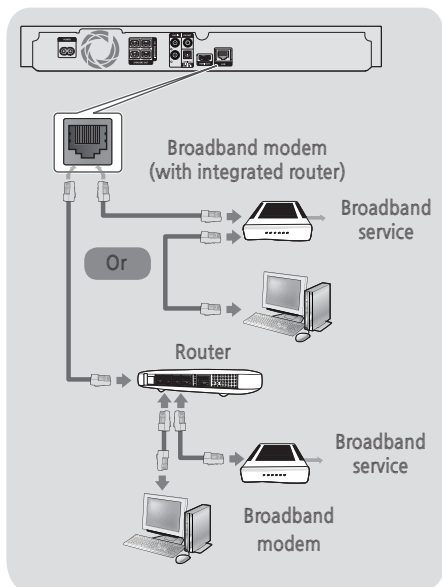 Broadband modem
(with integrated router)
Broadband
service
Or
Router
Broadband
service
Broadband
modem